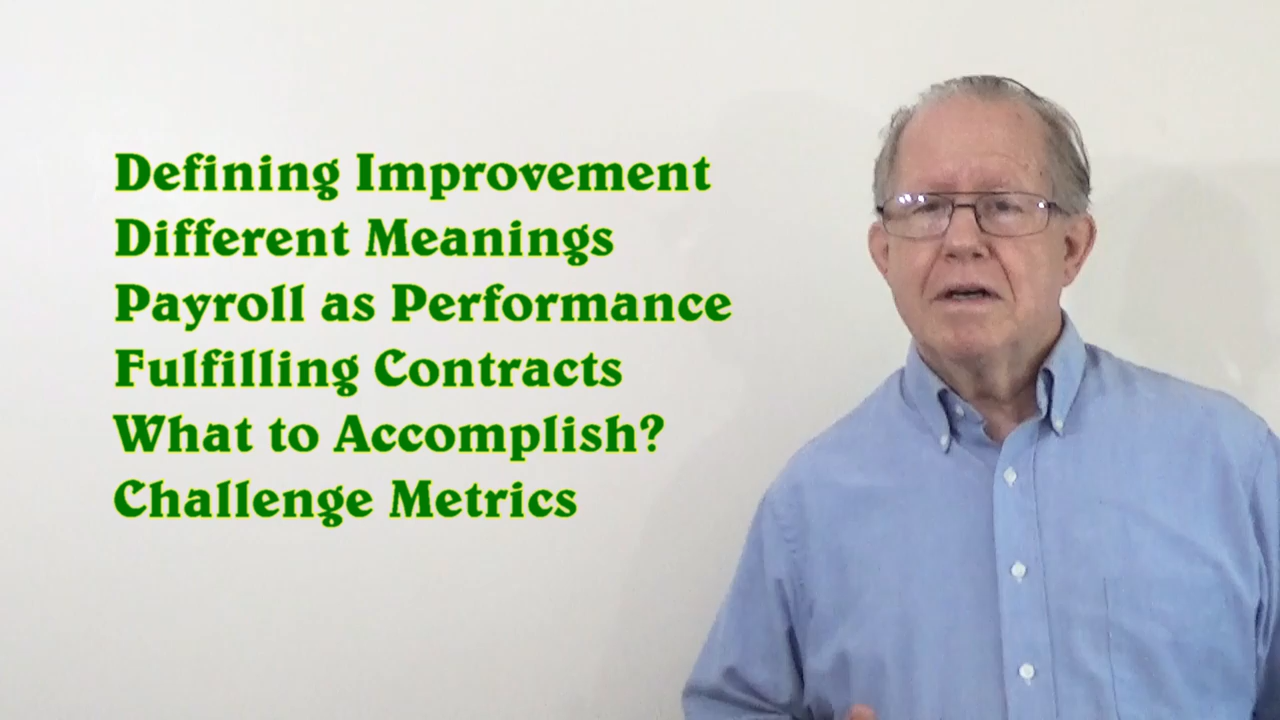 Defining Improvement
Different Meanings
Payroll as Performance
Fulfilling Contracts
What to Accomplish?
Challenge Metrics